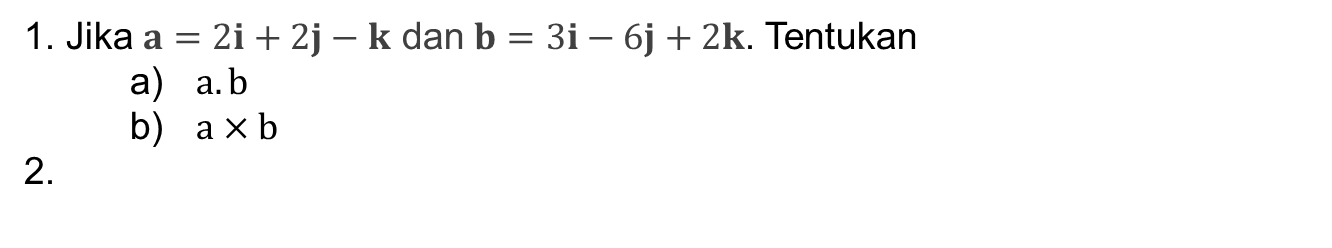 1. Jika a = 2i + 2j − k dan b = 3i − 6j + 2k. Tentukan
a) a.b
b) a × b
2.